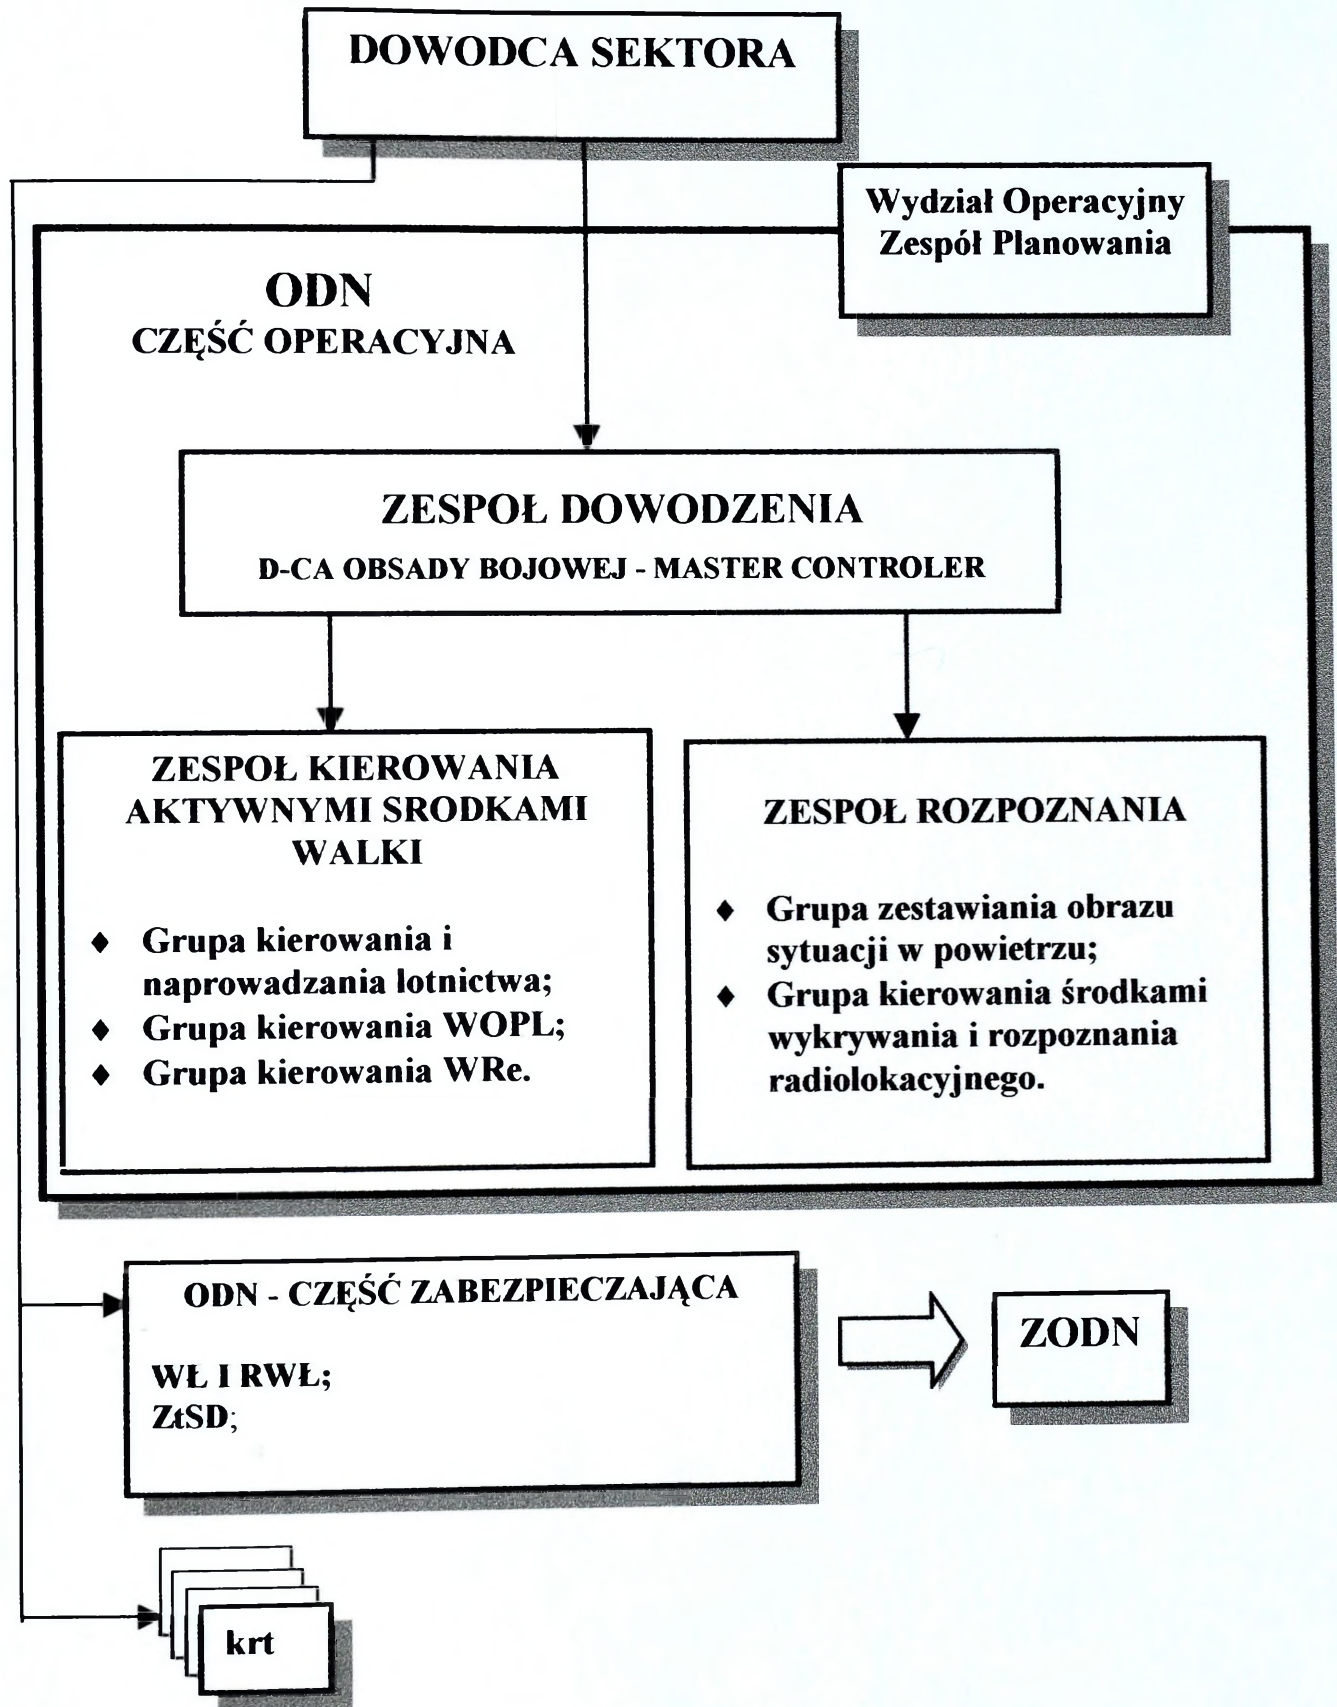 DOWODCA SEKTORA
Wydział Operacyjny
Zespół Planowania
ODN
CZĘŚĆ OPERACYJNA
ZESPOŁ DOWODZENIA
D-CA OBSADY BOJOWEJ - MASTER CONTROLER
ZESPOŁ KIEROWANIA
AKTYWNYMI SRODKAMI
WALKI
♦ Grupa kierowania i
naprowadzania lotnictwa;
♦ Grupa kierowania WOPL;
♦ Grupa kierowania WRe.
ZESPOŁ ROZPOZNANIA
♦ Grupa zestawiania obrazu
sytuacji w powietrzu;
♦ Grupa kierowania środkami
wykrywania i rozpoznania
radiolokacyjnego.
ODN - CZĘŚĆ ZABEZPIECZAJĄCA
WŁ I RWŁ;
ZtSD;
ZODN
krt